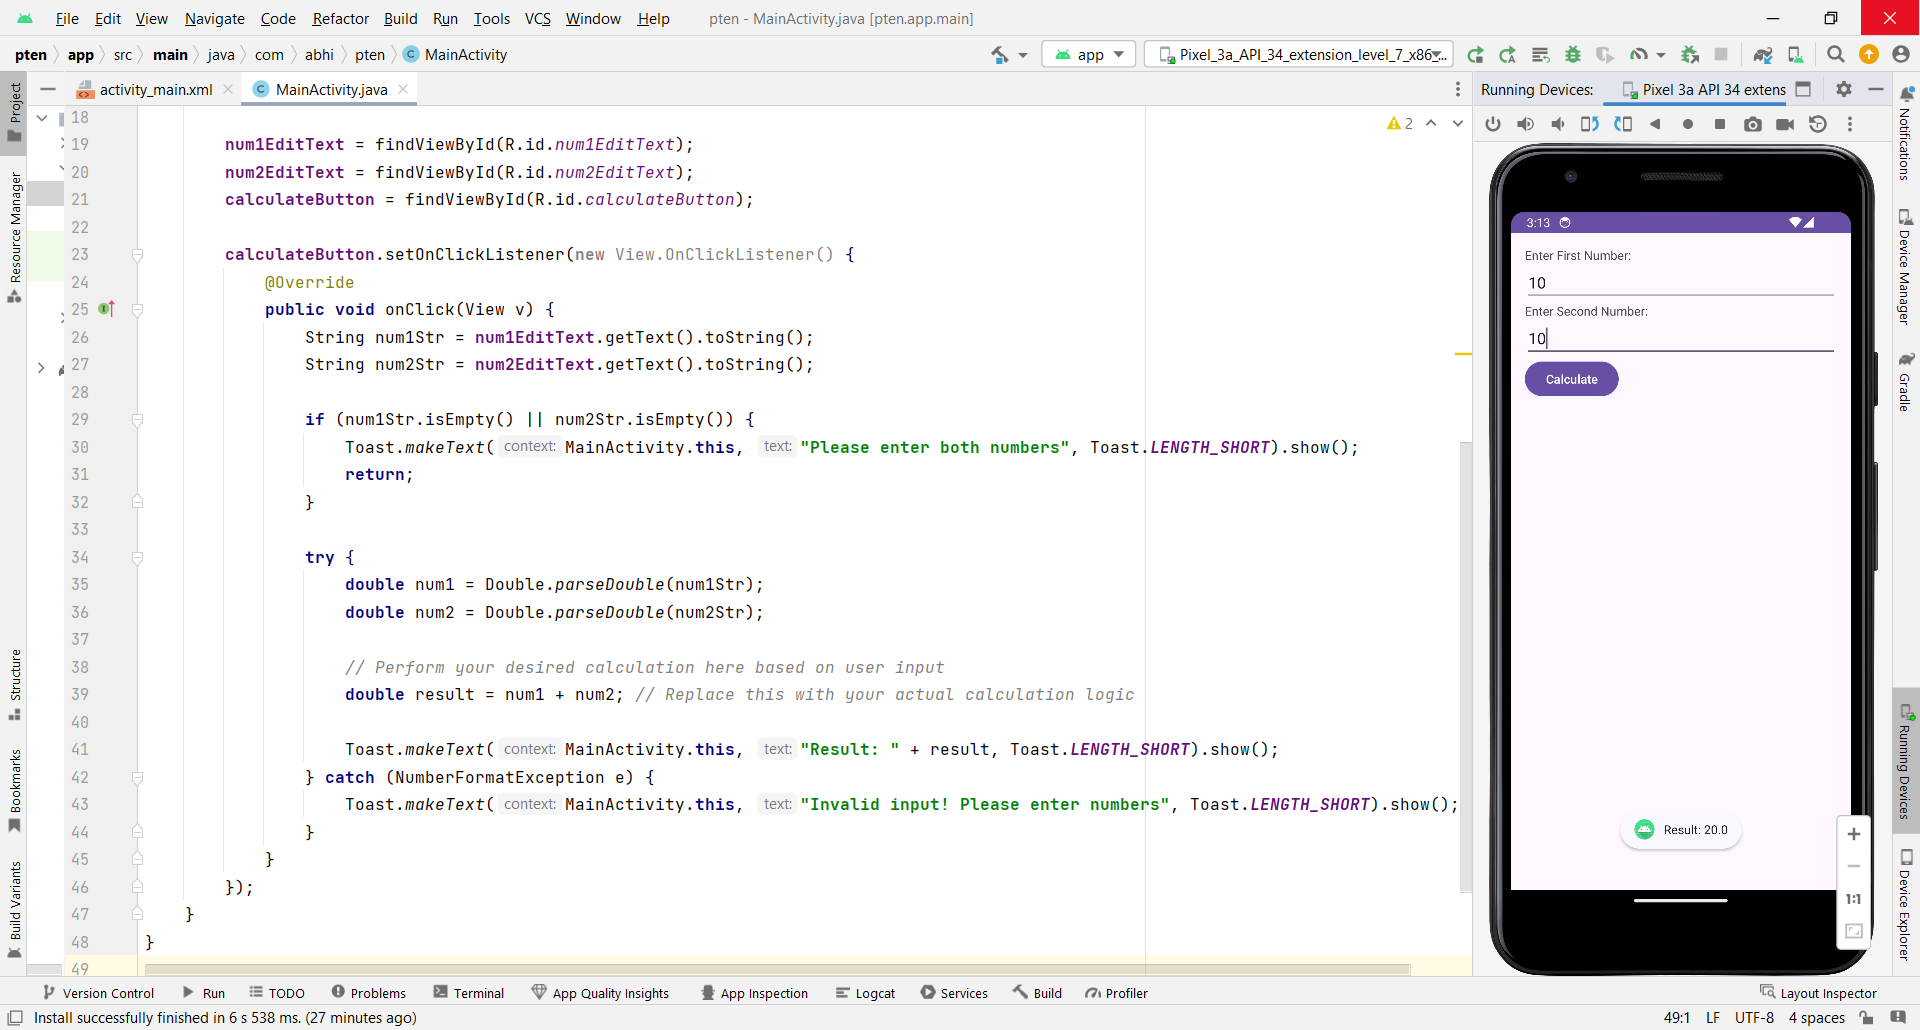 File Edit View Navigate Code Refactor Build Run Tools VCS Window Help pten - MainActivity.java [pten.app.main]
pten app src main java com abhi pten MainActivity
app Pixel_3a_API_34_extension_level_7_x86_...
activity_main.xml MainActivity.java
Running Devices: Pixel 3a API 34 extens
Project
Resource Manager
Structure
Bookmarks
Build Variants
2
18
19 num1EditText = findViewById(R.id.num1EditText);
20 num2EditText = findViewById(R.id.num2EditText);
21 calculateButton = findViewById(R.id.calculateButton);
22
23 calculateButton.setOnClickListener(new View.OnClickListener() {
24 @Override
25 public void onClick(View v) {
26 String num1Str = num1EditText.getText().toString();
27 String num2Str = num2EditText.getText().toString();
28
29 if (num1Str.isEmpty() || num2Str.isEmpty()) {
30 Toast.makeText( context: MainActivity.this, text: "Please enter both numbers", Toast.LENGTH_SHORT).show();
31 return;
32 }
33
34 try {
35 double num1 = Double.parseDouble(num1Str);
36 double num2 = Double.parseDouble(num2Str);
37
38 // Perform your desired calculation here based on user input
39 double result = num1 + num2; // Replace this with your actual calculation logic
40
41 Toast.makeText( context: MainActivity.this, text: "Result: " + result, Toast.LENGTH_SHORT).show();
42 } catch (NumberFormatException e) {
43 Toast.makeText( context: MainActivity.this, text: "Invalid input! Please enter numbers", Toast.LENGTH_SHORT).show();
44 }
45 }
46 });
47 }
48 }
49
3:13
Enter First Number:
10
Enter Second Number:
10
Calculate
Result: 20.0
1:1
Notifications
Device Manager
Gradle
Running Devices
Device Explorer
Version Control Run TODO Problems Terminal App Quality Insights App Inspection Logcat Services Build Profiler Layout Inspector
Install successfully finished in 6 s 538 ms. (27 minutes ago) 49:1 LF UTF-8 4 spaces